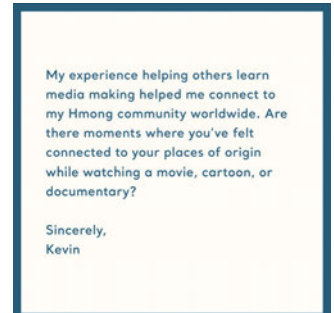 My experience helping others learn
media making helped me connect to
my Hmong community worldwide. Are
there moments where you've felt
connected to your places of origin
while watching a movie, cartoon, or
documentary?
Sincerely,
Kevin